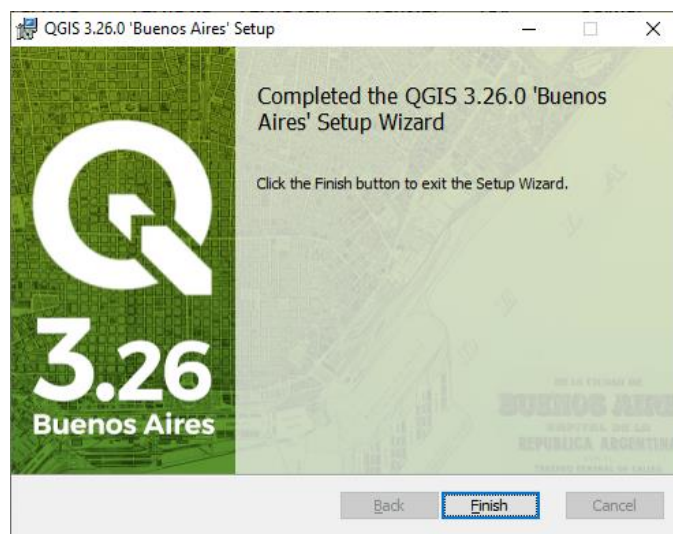 QGIS 3.26.0 'Buenos Aires' Setup
Completed the QGIS 3.26.0 'Buenos
Aires' Setup Wizard
Click the Finish button to exit the Setup Wizard.
3.26
Buenos Aires
BUENOS AIRES
CAPITAL DE LA
REPUBLICA ARGENTINA
Back
Finish
Cancel